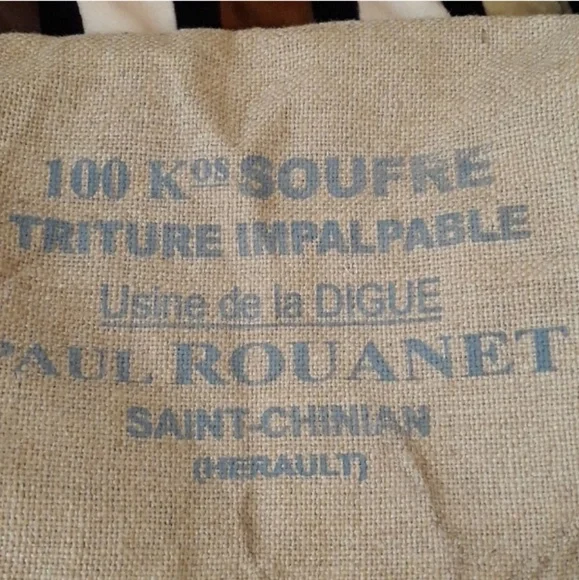 100 Kos SOUFRE
TRITURE IMPALPABLE
Usine de la DIGUE
PAUL ROUANET
SAINT-CHINIAN
(HERAULT)